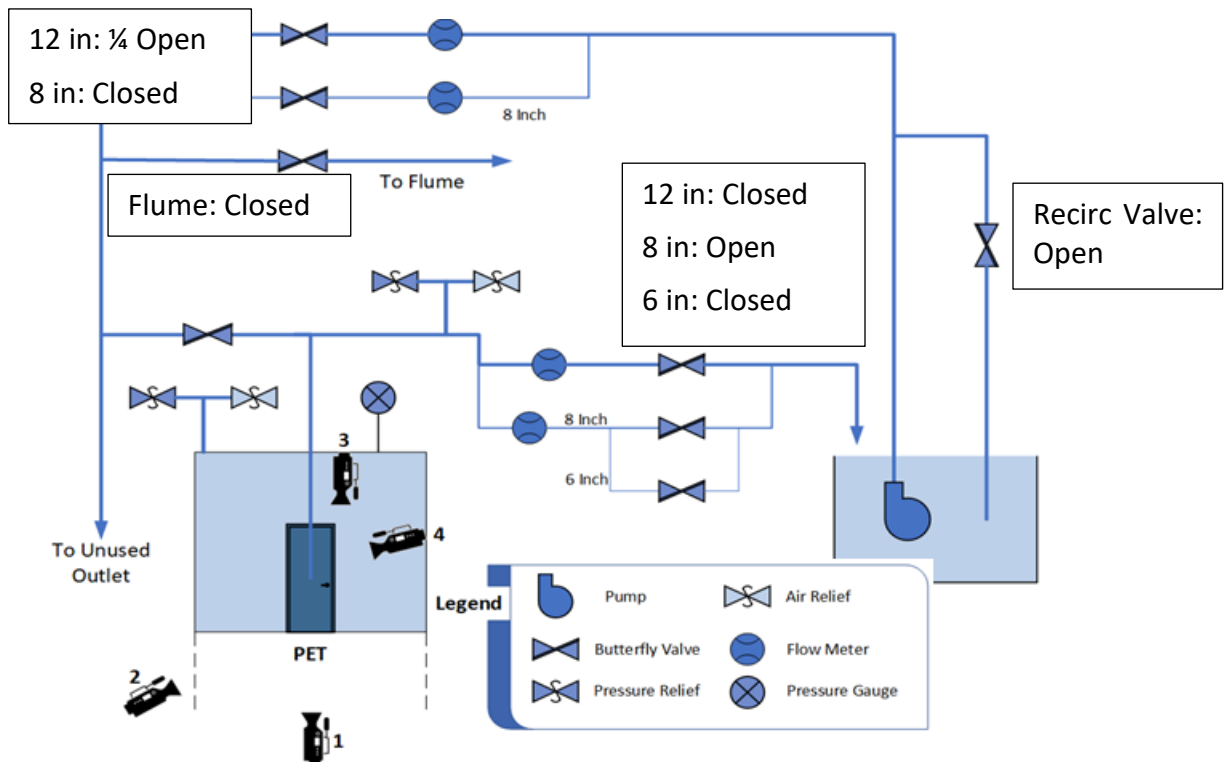 12 in: ¼ Open
8 in: Closed
8 Inch
To Flume
Flume: Closed
12 in: Closed
8 in: Open
6 in: Closed
Recirc Valve:
Open
8 Inch
6 Inch
3
4
To Unused
Outlet
PET
2
1
Legend
Pump
Air Relief
Butterfly Valve
Flow Meter
Pressure Relief
Pressure Gauge